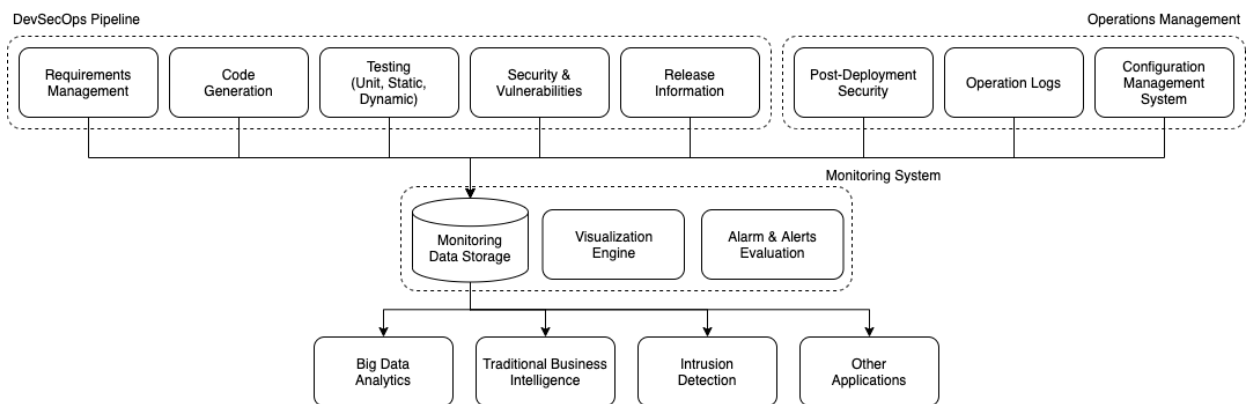 DevSecOps Pipeline
Operations Management
Requirements
Management
Code
Generation
Testing
(Unit, Static,
Dynamic)
Security &
Vulnerabilities
Release
Information
Post-Deployment
Security
Operation Logs
Configuration
Management
System
Monitoring System
Monitoring
Data Storage
Visualization
Engine
Alarm & Alerts
Evaluation
Big Data
Analytics
Traditional Business
Intelligence
Intrusion
Detection
Other
Applications